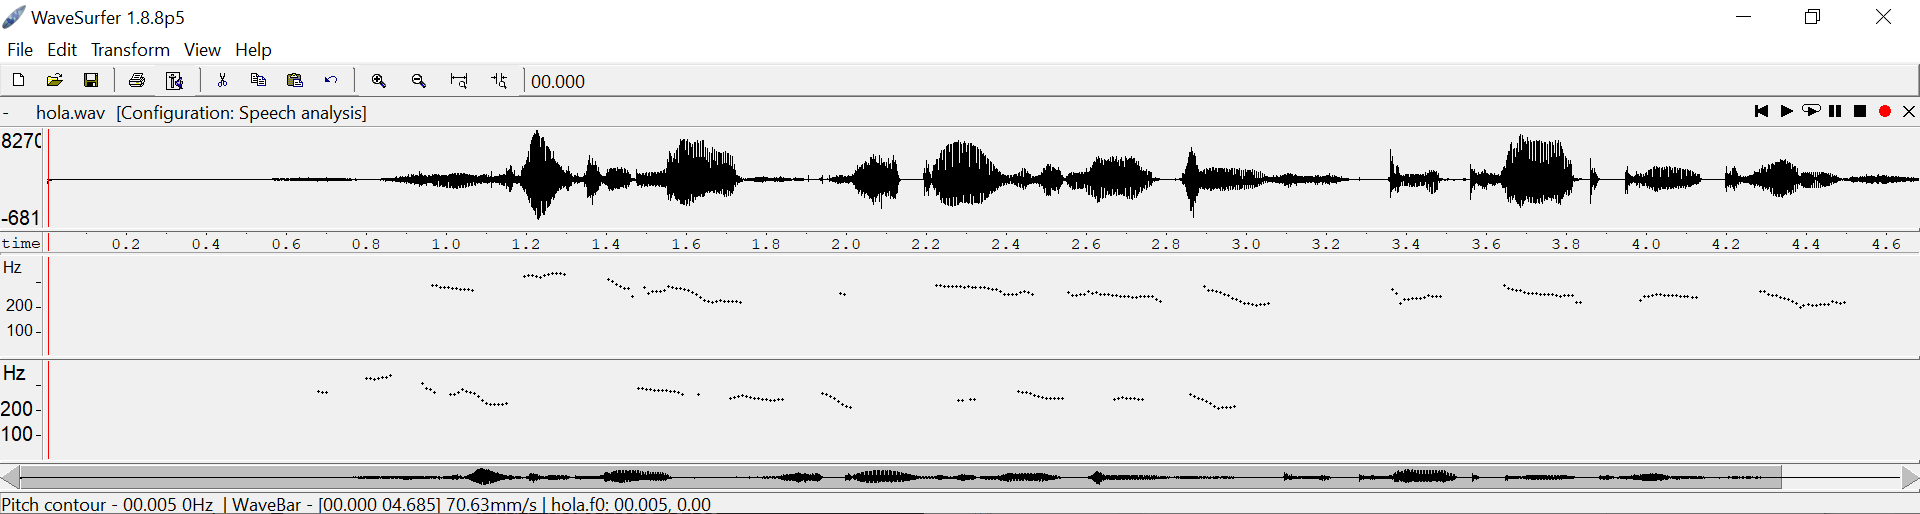 WaveSurfer 1.8.8p5
File Edit Transform View Help
00.000
- hola.wav [Configuration: Speech analysis]
8270
-681
time 0.2 0.4 0.6 0.8 1.0 1.2 1.4 1.6 1.8 2.0 2.2 2.4 2.6 2.8 3.0 3.2 3.4 3.6 3.8 4.0 4.2 4.4 4.6
Hz
200
100
Hz
200
100
Pitch contour - 00.005 0Hz | WaveBar - [00.000 04.685] 70.63mm/s | hola.f0: 00.005, 0.00